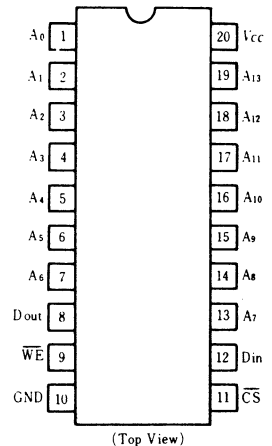 A0 1 20 Vcc
A1 2 19 A13
A2 3 18 A12
A3 4 17 A11
A4 5 16 A10
A5 6 15 A9
A6 7 14 A8
Dout 8 13 A7
W̅E̅ 9 12 Din
GND 10 11 C̅S̅
(Top View)